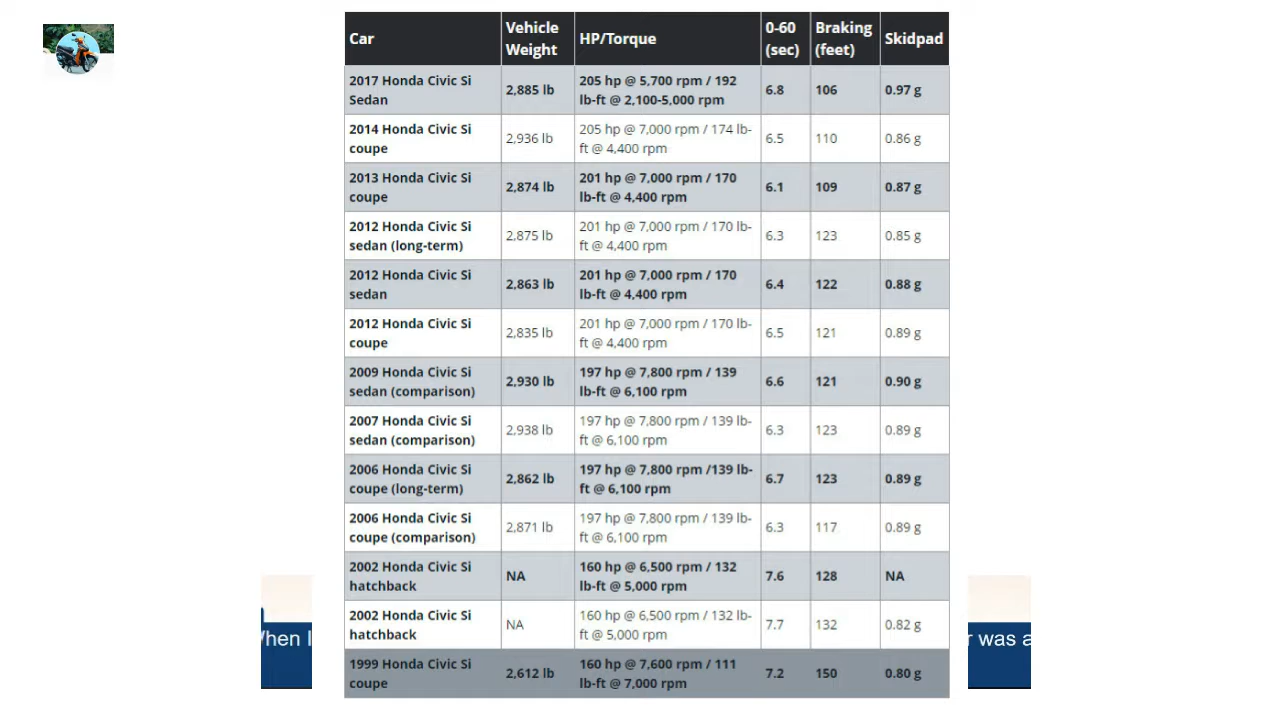 Car
Vehicle
Weight
HP/Torque
0-60
(sec)
Braking
(feet)
Skidpad
2017 Honda Civic Si
Sedan
2,885 lb
205 hp @ 5,700 rpm / 192
lb-ft @ 2,100-5,000 rpm
6.8
106
0.97 g
2014 Honda Civic Si
coupe
2,936 lb
205 hp @ 7,000 rpm / 174 lb-
ft @ 4,400 rpm
6.5
110
0.86 g
2013 Honda Civic Si
coupe
2,874 lb
201 hp @ 7,000 rpm / 170
lb-ft @ 4,400 rpm
6.1
109
0.87 g
2012 Honda Civic Si
sedan (long-term)
2,875 lb
201 hp @ 7,000 rpm / 170 lb-
ft @ 4,400 rpm
6.3
123
0.85 g
2012 Honda Civic Si
sedan
2,863 lb
201 hp @ 7,000 rpm / 170
lb-ft @ 4,400 rpm
6.4
122
0.88 g
2012 Honda Civic Si
coupe
2,835 lb
201 hp @ 7,000 rpm / 170 lb-
ft @ 4,400 rpm
6.5
121
0.89 g
2009 Honda Civic Si
sedan (comparison)
2,930 lb
197 hp @ 7,800 rpm / 139
lb-ft @ 6,100 rpm
6.6
121
0.90 g
2007 Honda Civic Si
sedan (comparison)
2,938 lb
197 hp @ 7,800 rpm / 139 lb-
ft @ 6,100 rpm
6.3
123
0.89 g
2006 Honda Civic Si
coupe (long-term)
2,862 lb
197 hp @ 7,800 rpm /139 lb-
ft @ 6,100 rpm
6.7
123
0.89 g
2006 Honda Civic Si
coupe (comparison)
2,871 lb
197 hp @ 7,800 rpm / 139 lb-
ft @ 6,100 rpm
6.3
117
0.89 g
2002 Honda Civic Si
hatchback
NA
160 hp @ 6,500 rpm / 132
lb-ft @ 5,000 rpm
7.6
128
NA
2002 Honda Civic Si
hatchback
NA
160 hp @ 6,500 rpm / 132 lb-
ft @ 5,000 rpm
7.7
132
0.82 g
1999 Honda Civic Si
coupe
2,612 lb
160 hp @ 7,600 rpm / 111
lb-ft @ 7,000 rpm
7.2
150
0.80 g
was